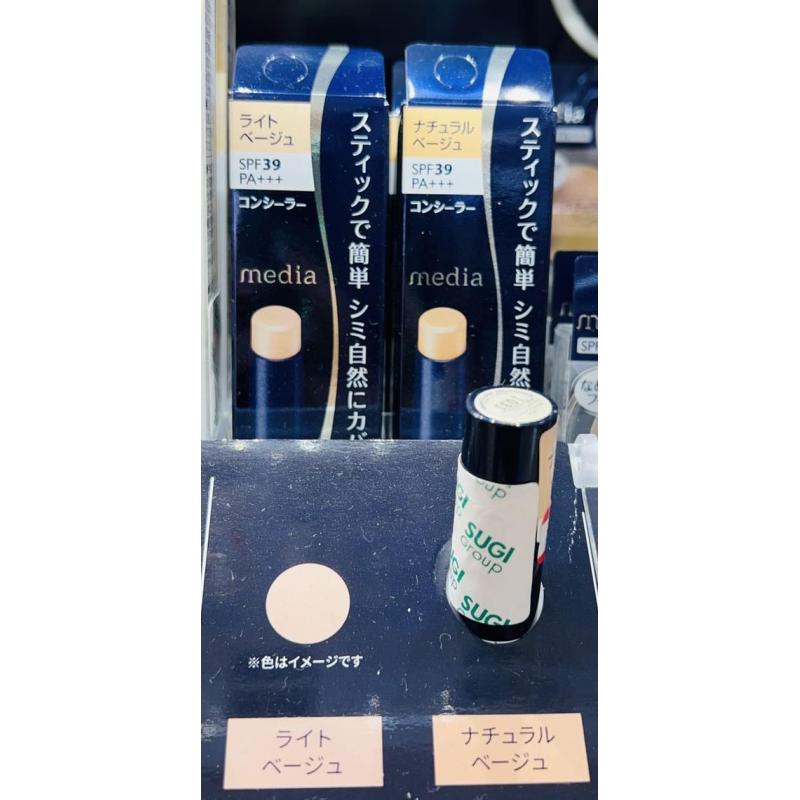 ライト
ベージュ
SPF39
PA+++
コンシーラー
media
スティックで簡単 シミ自然にカバ
ナチュラル
ベージュ
SPF39
PA+++
コンシーラー
media
スティックで簡単 シミ自然
SUGI
Group
SUGI
※色はイメージです
ライト
ベージュ
ナチュラル
ベージュ